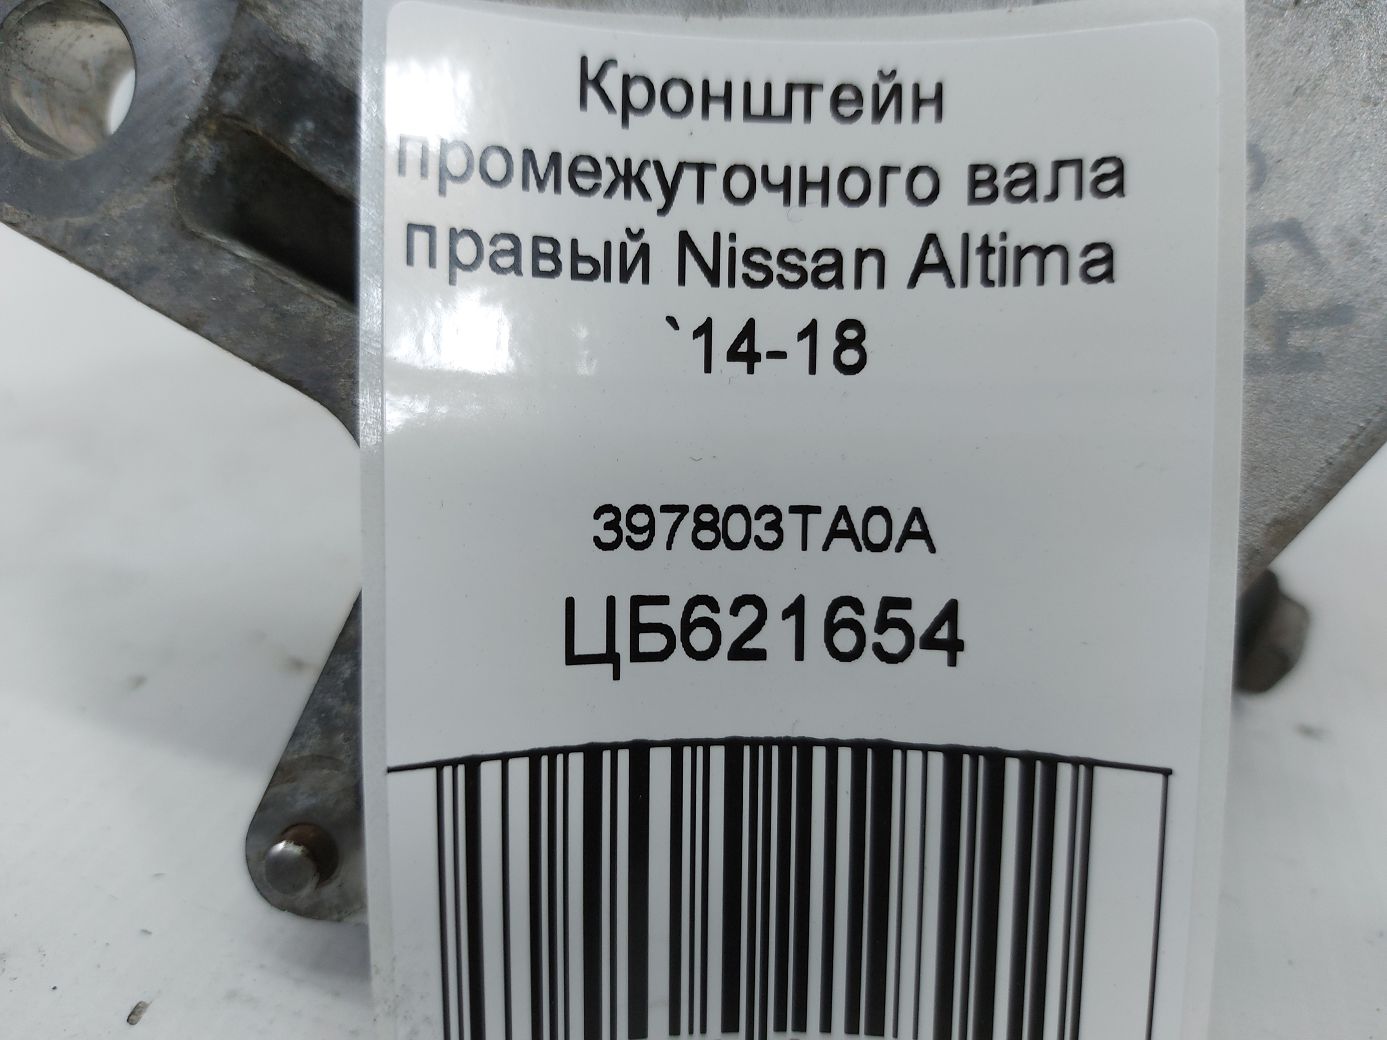 Кронштейн
промежуточного вала
правый Nissan Altima
`14-18
397803TA0A
ЦБ621654